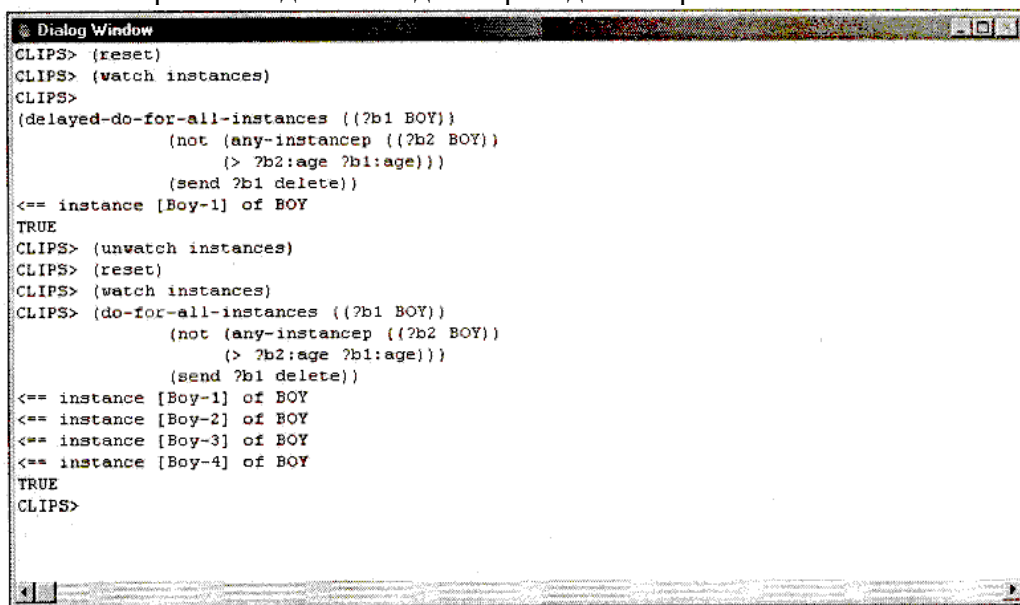 Dialog Window
CLIPS> (reset)
CLIPS> (watch instances)
CLIPS>
(delayed-do-for-all-instances ((?b1 BOY))
(not (any-instancep ((?b2 BOY))
(> ?b2:age ?b1:age)))
(send ?b1 delete))
<== instance [Boy-1] of BOY
TRUE
CLIPS> (unwatch instances)
CLIPS> (reset)
CLIPS> (watch instances)
CLIPS> (do-for-all-instances ((?b1 BOY))
(not (any-instancep ((?b2 BOY))
(> ?b2:age ?b1:age)))
(send ?b1 delete))
<== instance [Boy-1] of BOY
<== instance [Boy-2] of BOY
<== instance [Boy-3] of BOY
<== instance [Boy-4] of BOY
TRUE
CLIPS>